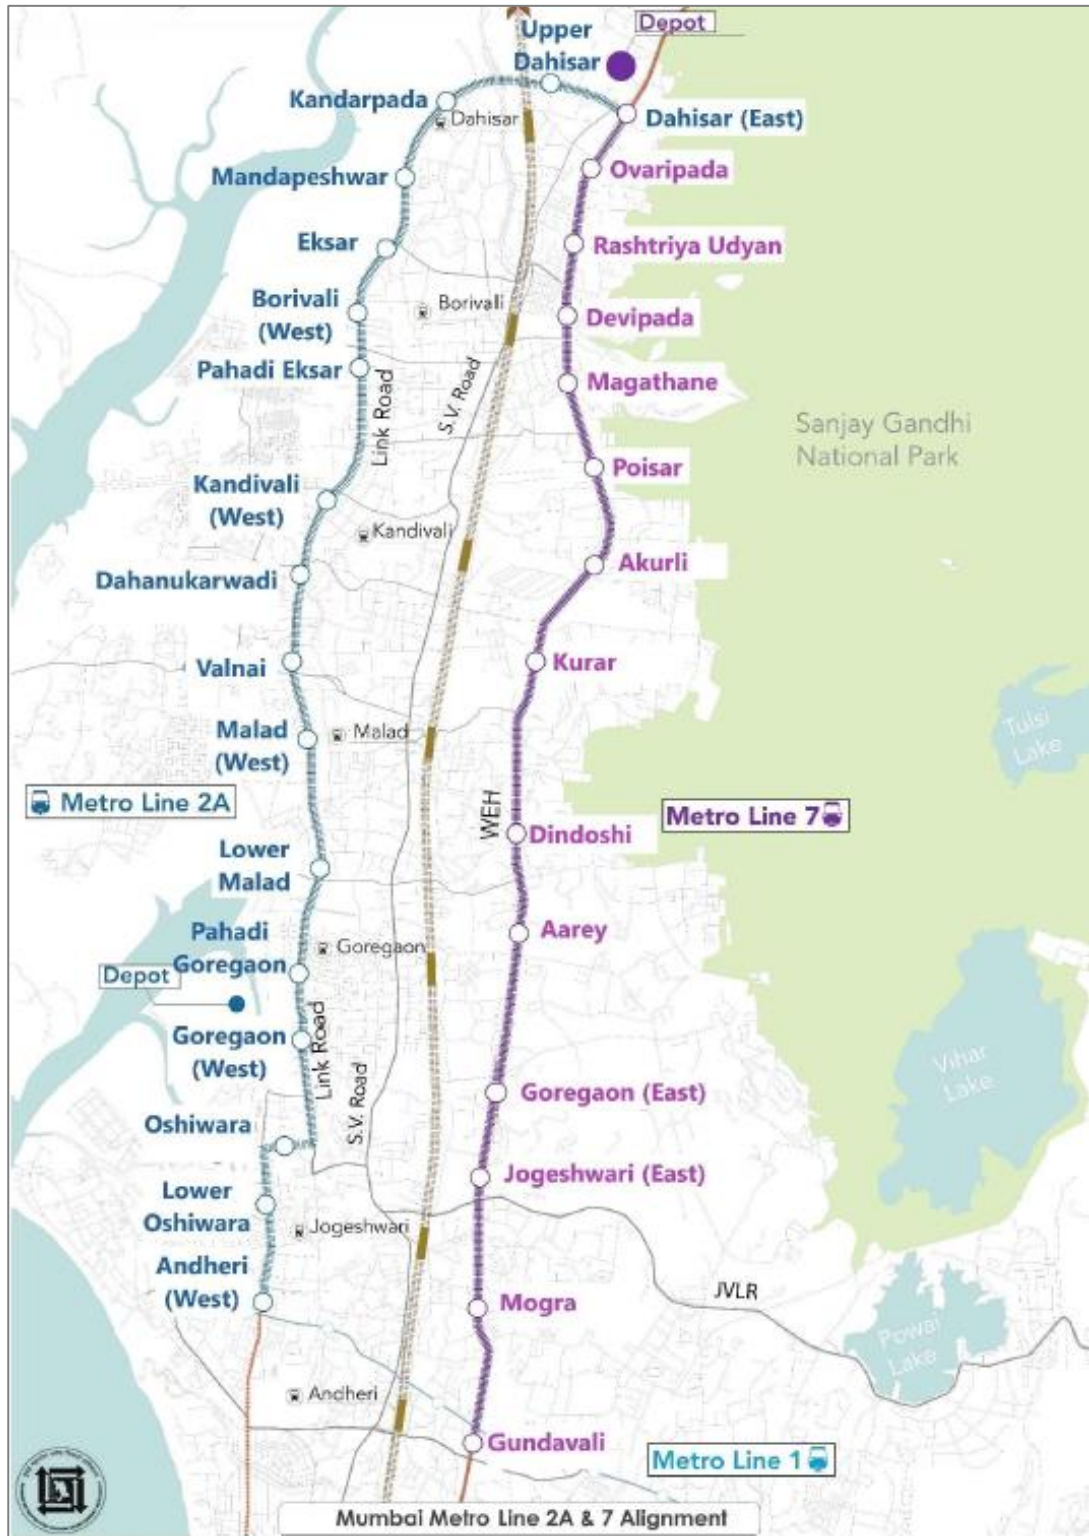 Depot
Upper
Dahisar
Kandarpada
Dahisar
Dahisar (East)
Ovaripada
Mandapeshwar
Rashtriya Udyan
Eksar
Borivali
(West)
Borivali
Devipada
Pahadi Eksar
Magathane
Link Road
S.V. Road
Sanjay Gandhi
National Park
Poisar
Kandivali
(West)
Kandivali
Akurli
Dahanukarwadi
Kurar
Valnai
Malad
(West)
Malad
Tulsi
Lake
Metro Line 2A
WEH
Metro Line 7
Dindoshi
Lower
Malad
Aarey
Pahadi
Goregaon
Goregaon
Depot
Goregaon
(West)
Link Road
S.V. Road
Vihar
Lake
Goregaon (East)
Oshiwara
Jogeshwari (East)
Lower
Oshiwara
Jogeshwari
Andheri
(West)
JVLR
Mogra
Powai
Lake
Andheri
Gundavali
Metro Line 1
Mumbai Metro Line 2A & 7 Alignment